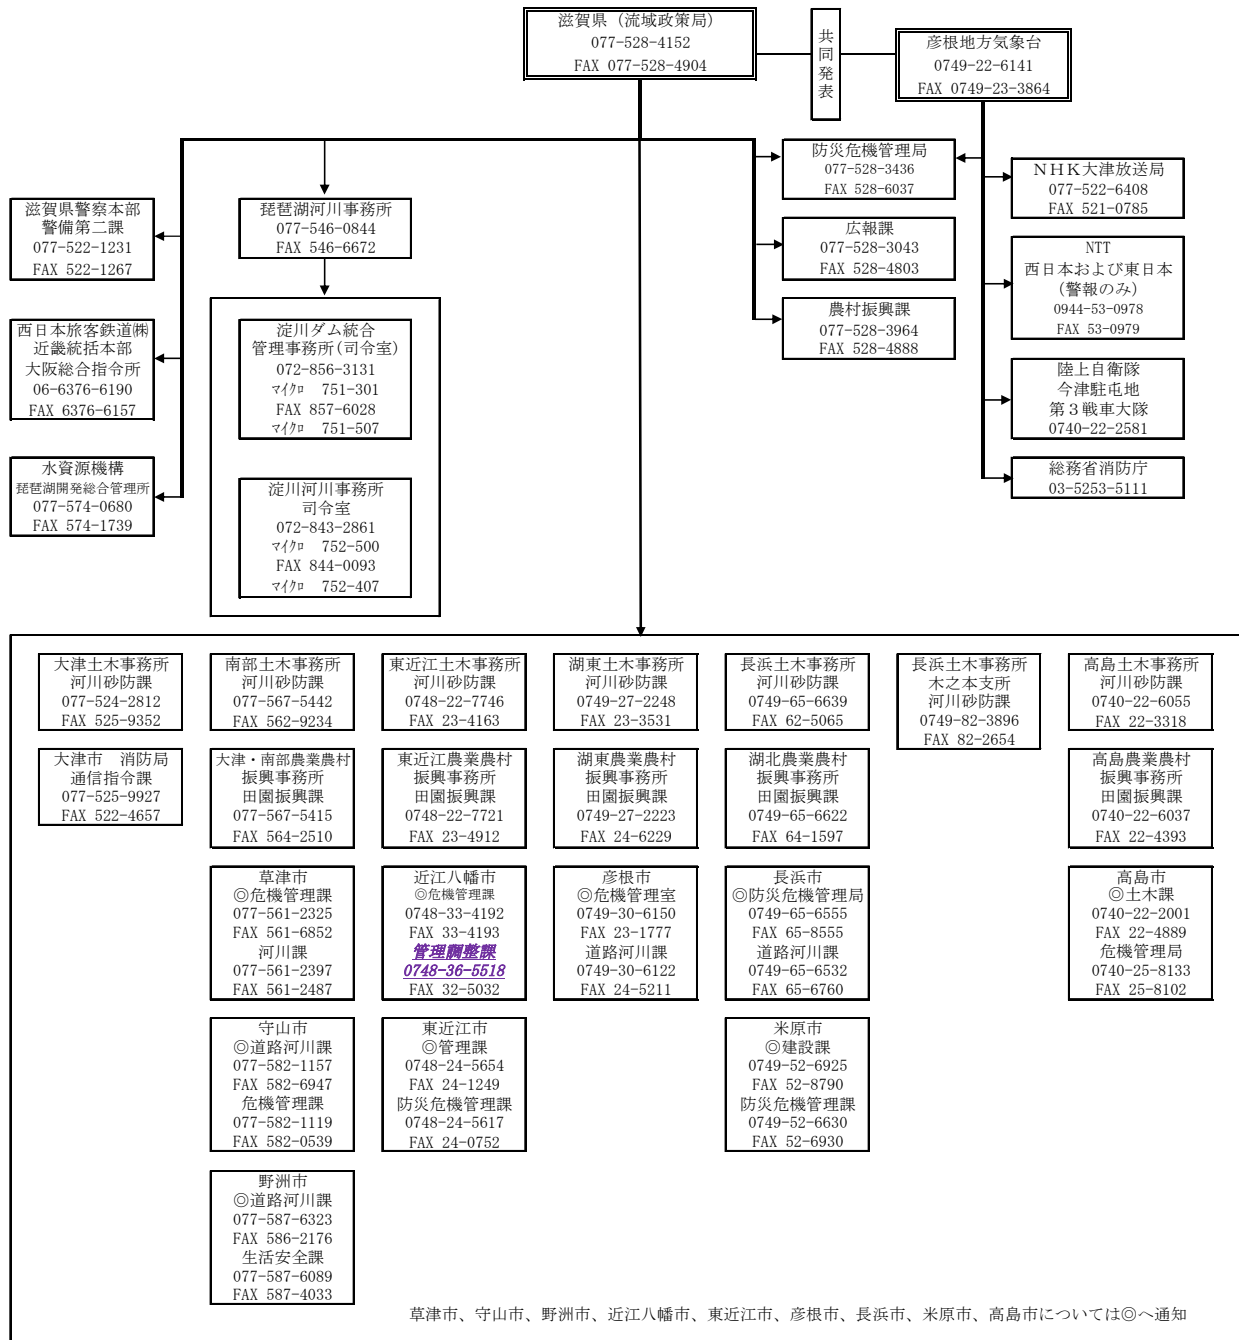 滋賀県（流域政策局）
077-528-4152
FAX 077-528-4904
共同発表
彦根地方気象台
0749-22-6141
FAX 0749-23-3864
防災危機管理局
077-528-3436
FAX 528-6037
広報課
077-528-3043
FAX 528-4803
農村振興課
077-528-3964
FAX 528-4888
NHK大津放送局
077-522-6408
FAX 521-0785
NTT
西日本および東日本
(警報のみ)
0944-53-0978
FAX 53-0979
陸上自衛隊
今津駐屯地
第３戦車大隊
0740-22-2581
総務省消防庁
03-5253-5111
滋賀県警察本部
警備第二課
077-522-1231
FAX 522-1267
西日本旅客鉄道㈱
近畿統括本部
大阪総合指令所
06-6376-6190
FAX 6376-6157
水資源機構
琵琶湖開発総合管理所
077-574-0680
FAX 574-1739
琵琶湖河川事務所
077-546-0844
FAX 546-6672
淀川ダム統合
管理事務所(司令室)
072-856-3131
ﾏｲｸﾛ 751-301
FAX 857-6028
ﾏｲｸﾛ 751-507
淀川河川事務所
司令室
072-843-2861
ﾏｲｸﾛ 752-500
FAX 844-0093
ﾏｲｸﾛ 752-407
大津土木事務所
河川砂防課
077-524-2812
FAX 525-9352
南部土木事務所
河川砂防課
077-567-5442
FAX 562-9234
東近江土木事務所
河川砂防課
0748-22-7746
FAX 23-4163
湖東土木事務所
河川砂防課
0749-27-2248
FAX 23-3531
長浜土木事務所
河川砂防課
0749-65-6639
FAX 62-5065
長浜土木事務所
木之本支所
河川砂防課
0749-82-3896
FAX 82-2654
高島土木事務所
河川砂防課
0740-22-6055
FAX 22-3318
大津市　消防局
通信指令課
077-525-9927
FAX 522-4657
大津・南部農業農村
振興事務所
田園振興課
077-567-5415
FAX 564-2510
東近江農業農村
振興事務所
田園振興課
0748-22-7721
FAX 23-4912
湖東農業農村
振興事務所
田園振興課
0749-27-2223
FAX 24-6229
湖北農業農村
振興事務所
田園振興課
0749-65-6622
FAX 64-1597
高島農業農村
振興事務所
田園振興課
0740-22-6037
FAX 22-4393
草津市
◎危機管理課
077-561-2325
FAX 561-6852
河川課
077-561-2397
FAX 561-2487
近江八幡市
◎危機管理課
0748-33-4192
FAX 33-4193
管理調整課
0748-36-5518
FAX 32-5032
彦根市
◎危機管理室
0749-30-6150
FAX 23-1777
道路河川課
0749-30-6122
FAX 24-5211
長浜市
◎防災危機管理局
0749-65-6555
FAX 65-8555
道路河川課
0749-65-6532
FAX 65-6760
高島市
◎土木課
0740-22-2001
FAX 22-4889
危機管理局
0740-25-8133
FAX 25-8102
守山市
◎道路河川課
077-582-1157
FAX 582-6947
危機管理課
077-582-1119
FAX 582-0539
東近江市
◎管理課
0748-24-5654
FAX 24-1249
防災危機管理課
0748-24-5617
FAX 24-0752
米原市
◎建設課
0749-52-6925
FAX 52-8790
防災危機管理課
0749-52-6630
FAX 52-6930
野洲市
◎道路河川課
077-587-6323
FAX 586-2176
生活安全課
077-587-6089
FAX 587-4033
草津市、守山市、野洲市、近江八幡市、東近江市、彦根市、長浜市、米原市、高島市については◎へ通知